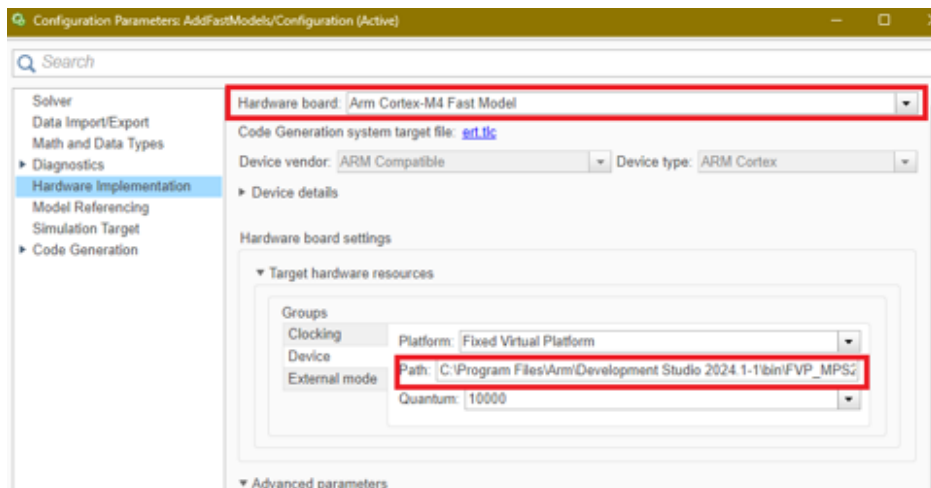 Configuration Parameters: AddFastModels/Configuration (Active)
Search
Solver
Data Import/Export
Math and Data Types
Diagnostics
Hardware Implementation
Model Referencing
Simulation Target
Code Generation
Hardware board: Arm Cortex-M4 Fast Model
Code Generation system target file: ert.tlc
Device vendor: ARM Compatible Device type: ARM Cortex
Device details
Hardware board settings
Target hardware resources
Groups
Clocking
Device
External mode
Platform: Fixed Virtual Platform
Path: C:\Program Files\Arm\Development Studio 2024.1-1\bin\FVP_MPS2
Quantum: 10000
Advanced parameters